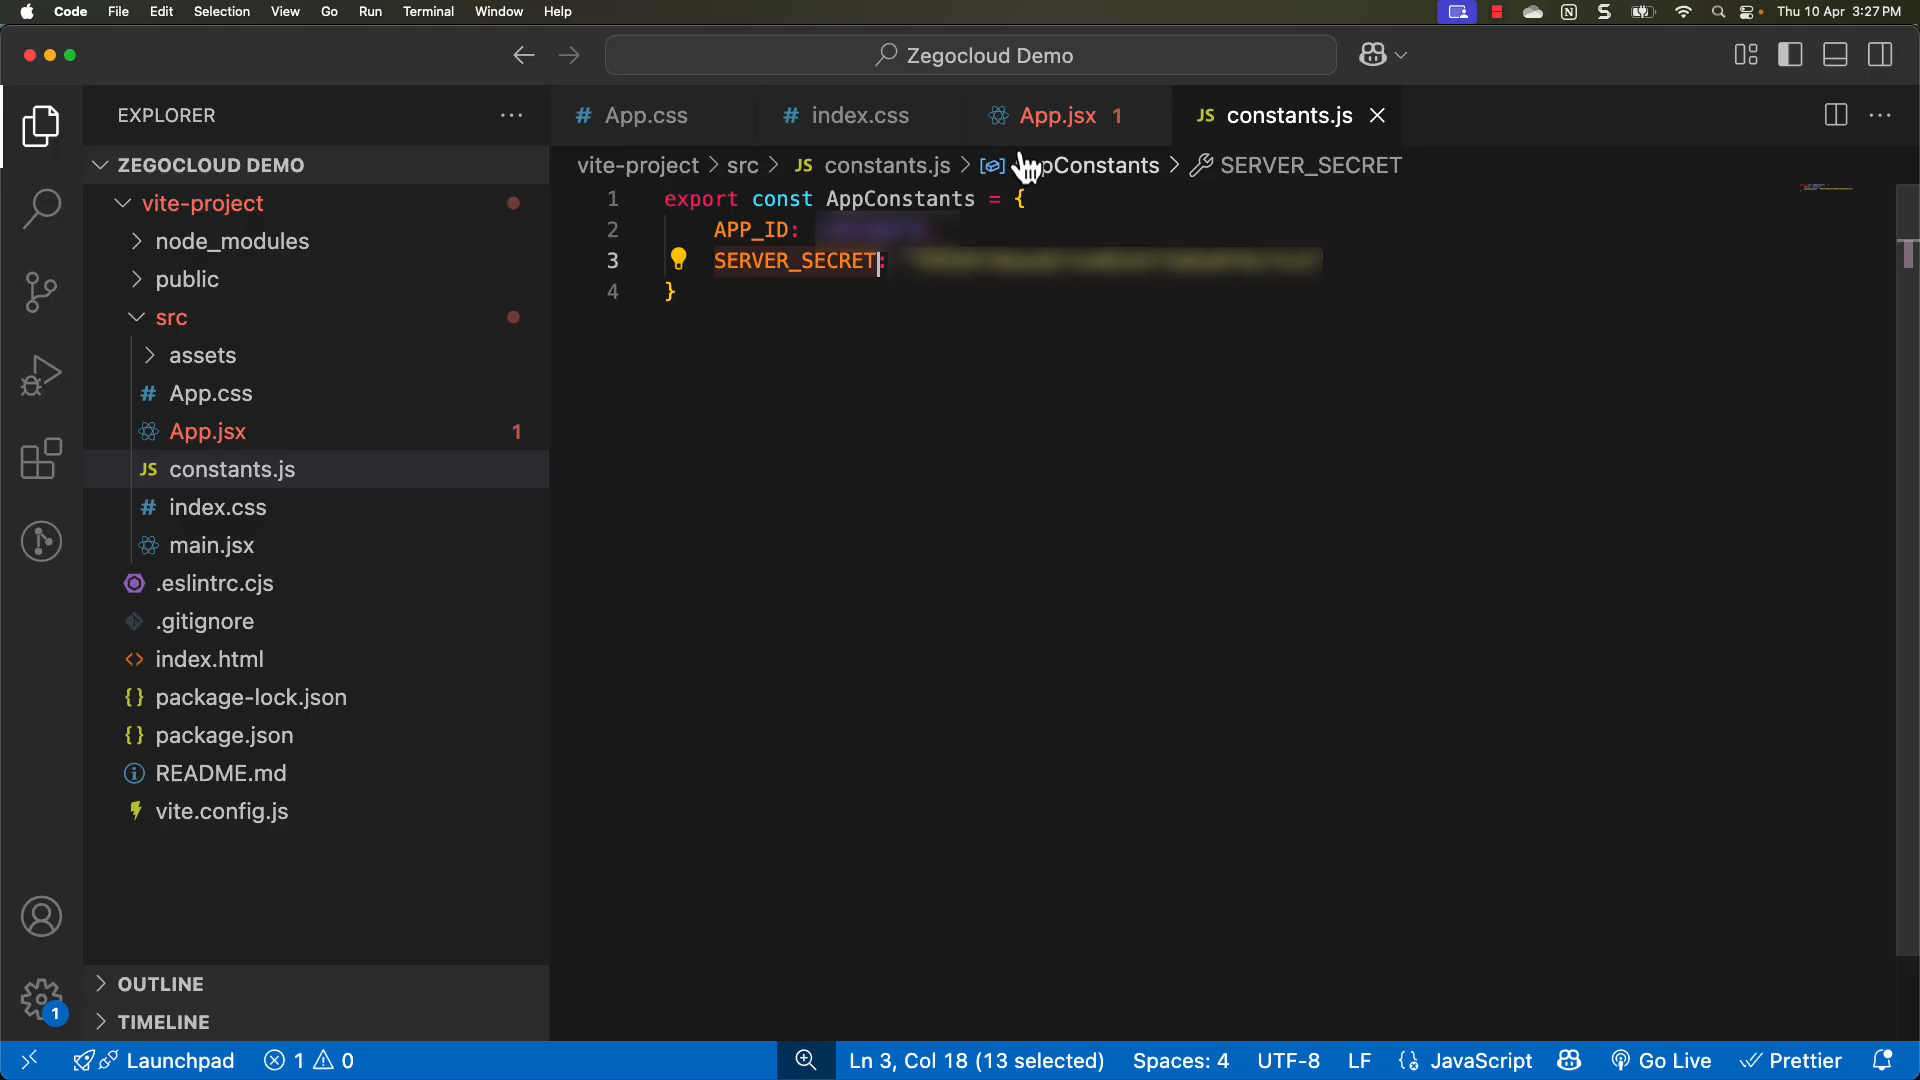 Code File Edit Selection View Go Run Terminal Window Help Thu 10 Apr 3:27 PM
Zegocloud Demo
EXPLORER
ZEGOCLOUD DEMO
vite-project
node_modules
public
src
assets
# App.css
App.jsx 1
JS constants.js
# index.css
main.jsx
.eslintrc.cjs
.gitignore
<> index.html
{} package-lock.json
{} package.json
README.md
vite.config.js
OUTLINE
TIMELINE
1
# App.css # index.css App.jsx 1 JS constants.js
vite-project > src > JS constants.js > > SERVER_SECRET
1 export const AppConstants = {
2 APP_ID:
3 SERVER_SECRET:
4 }
Launchpad 1 0 Ln 3, Col 18 (13 selected) Spaces: 4 UTF-8 LF {} JavaScript Go Live Prettier